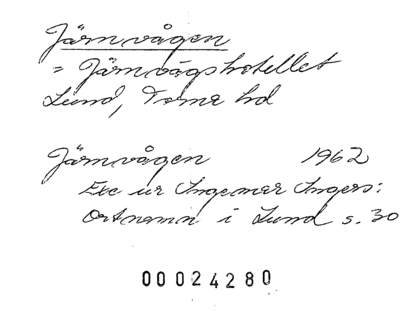 Järnvågen
= Järnvågshotellet
Lund, Torna hd
Järnvågen 1962
Exc ur Ingemar Ingers:
Ortnamn i Lund s. 30
00024280